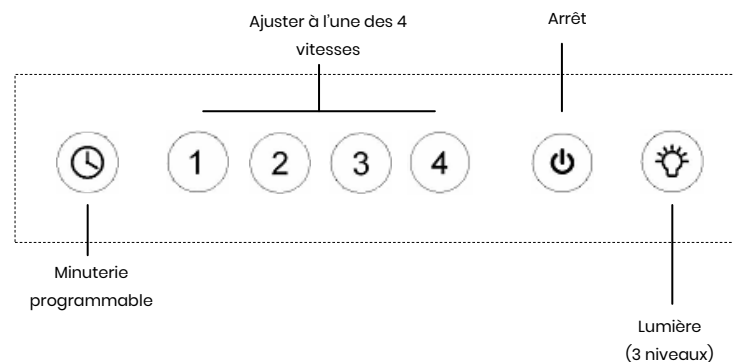 Ajuster à l'une des 4
vitesses
Arrêt
1 2 3 4
Minuterie
programmable
Lumière
(3 niveaux)